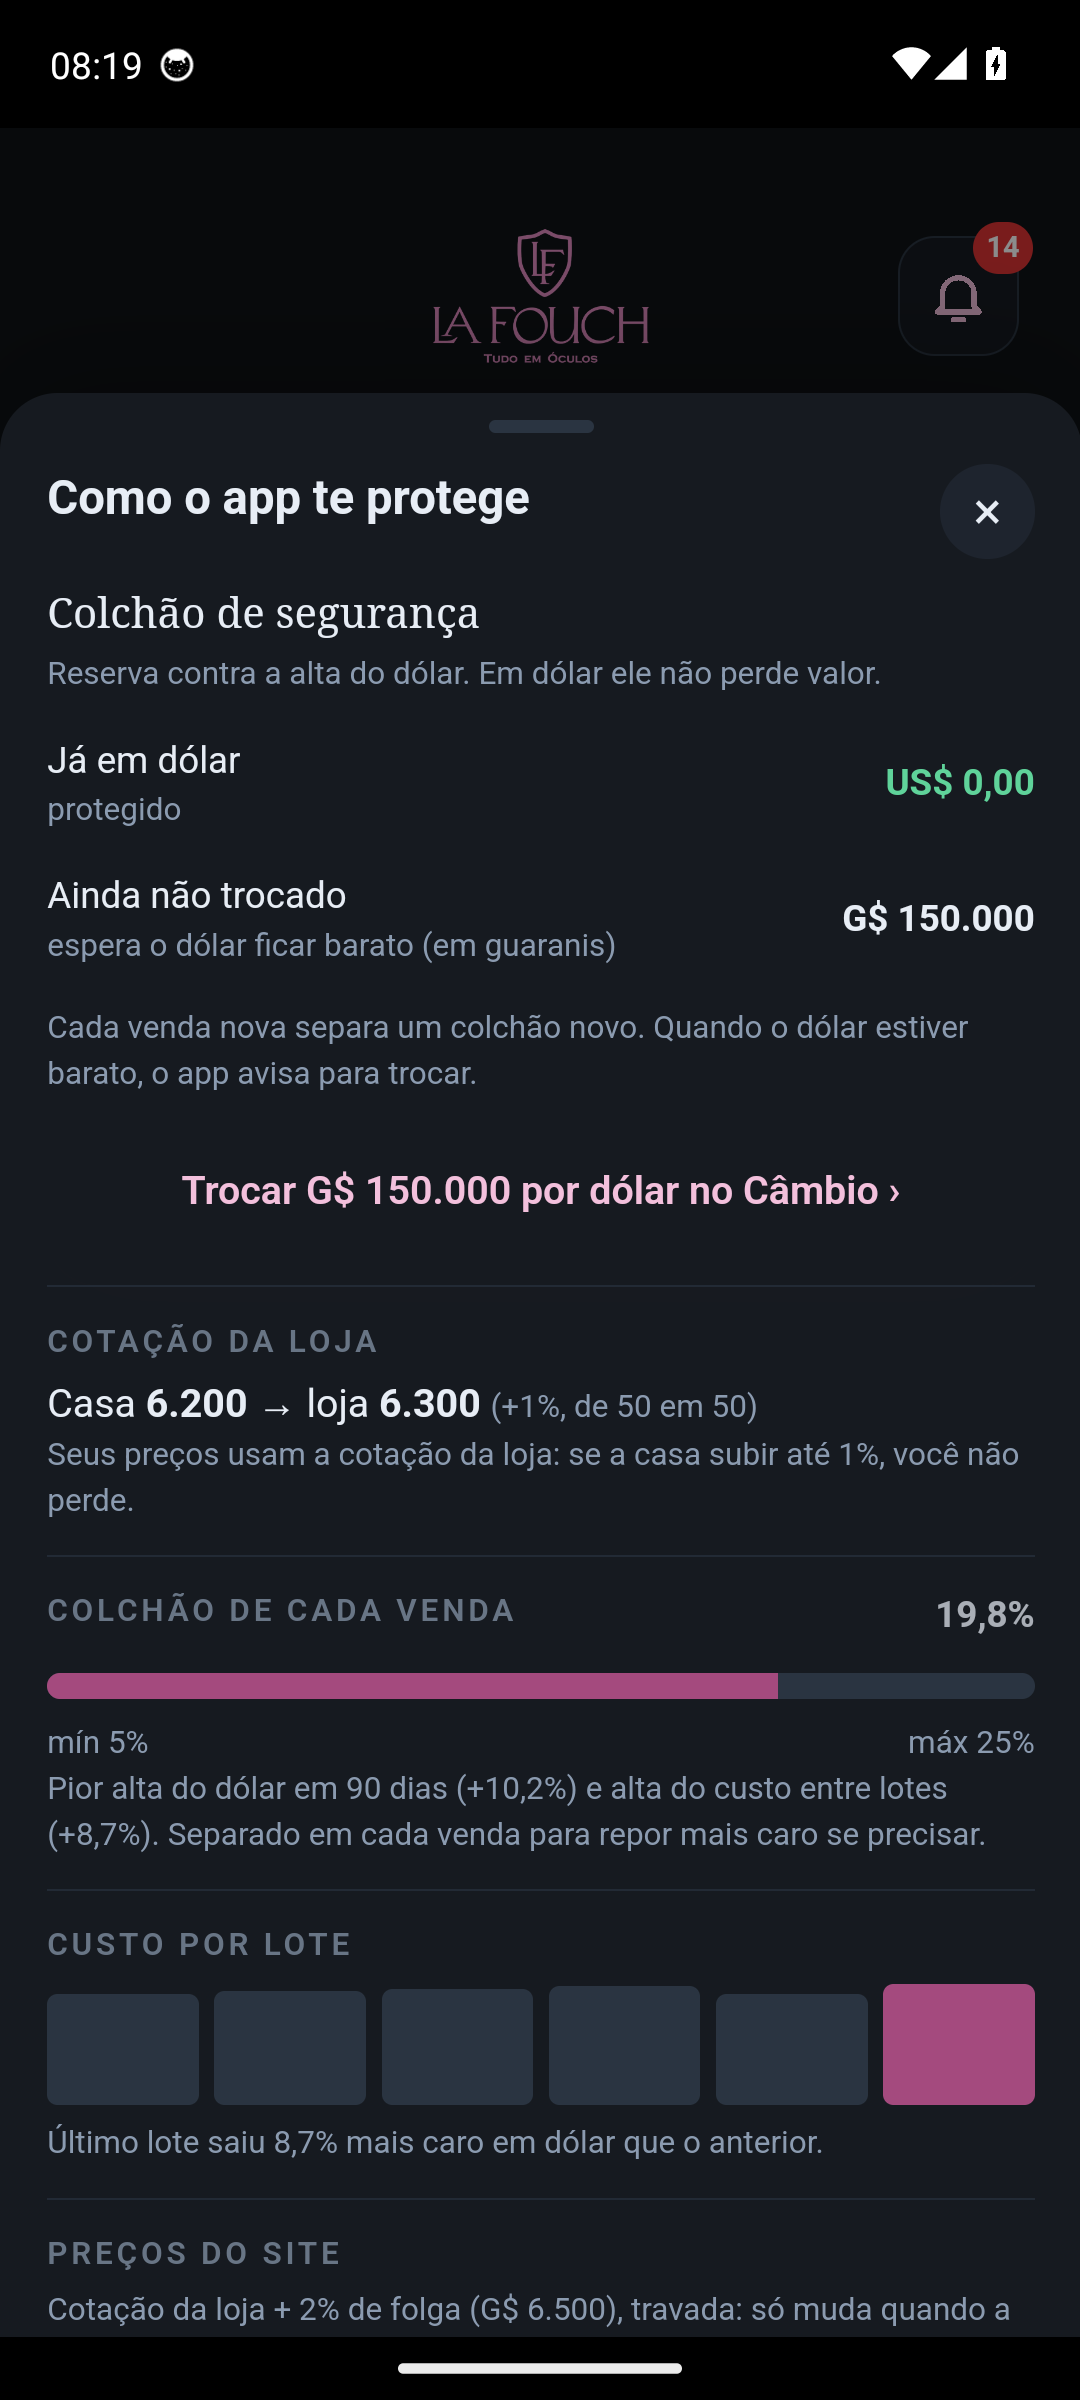 08:19
14
LF
LA FOUCH
TUDO EM ÓCULOS
Como o app te protege
×
Colchão de segurança
Reserva contra a alta do dólar. Em dólar ele não perde valor.
Já em dólar
protegido
US$ 0,00
Ainda não trocado
espera o dólar ficar barato (em guaranis)
G$ 150.000
Cada venda nova separa um colchão novo. Quando o dólar estiver
barato, o app avisa para trocar.
Trocar G$ 150.000 por dólar no Câmbio ›
COTAÇÃO DA LOJA
Casa 6.200 → loja 6.300 (+1%, de 50 em 50)
Seus preços usam a cotação da loja: se a casa subir até 1%, você não
perde.
COLCHÃO DE CADA VENDA
19,8%
mín 5%
máx 25%
Pior alta do dólar em 90 dias (+10,2%) e alta do custo entre lotes
(+8,7%). Separado em cada venda para repor mais caro se precisar.
CUSTO POR LOTE
Último lote saiu 8,7% mais caro em dólar que o anterior.
PREÇOS DO SITE
Cotação da loja + 2% de folga (G$ 6.500), travada: só muda quando a